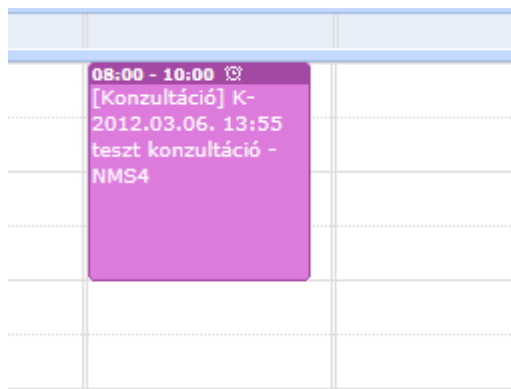 08:00 - 10:00
[Konzultáció] K-
2012.03.06. 13:55
teszt konzultáció -
NMS4